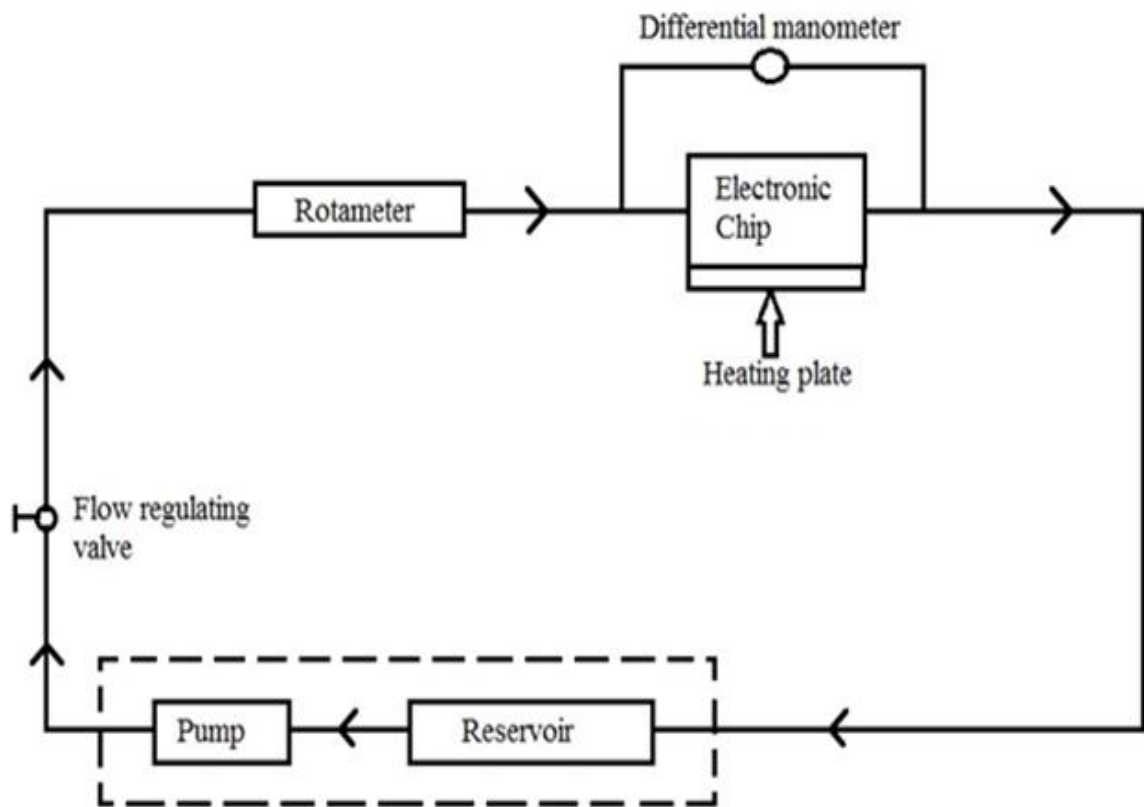 Differential manometer
Rotameter
Electronic
Chip
Heating plate
Flow regulating
valve
Pump
Reservoir